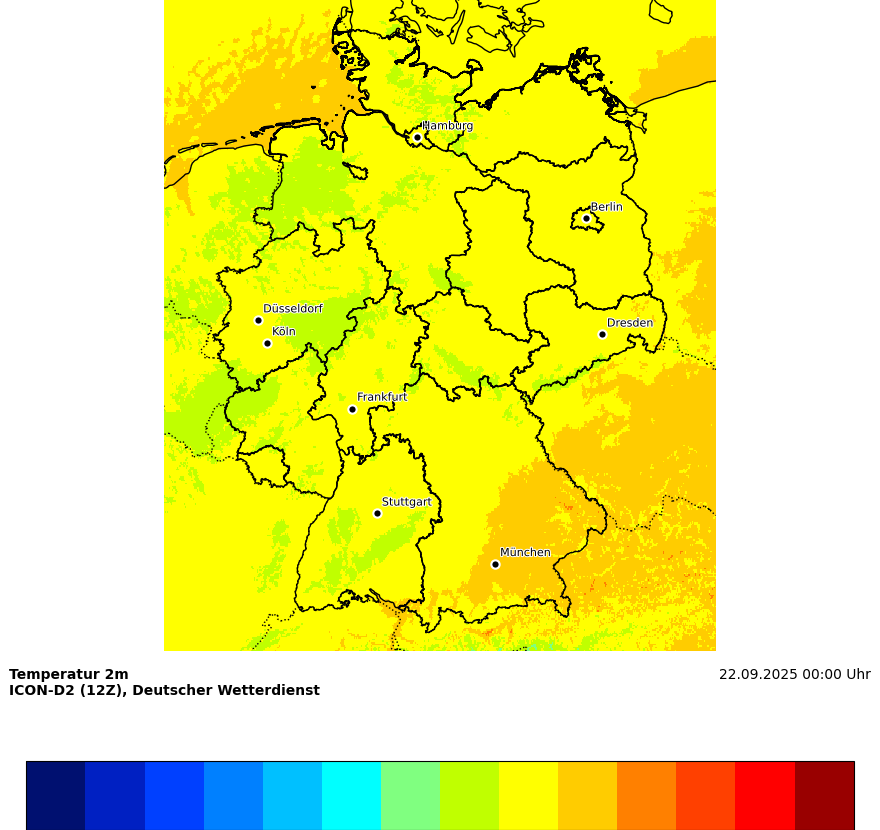 Hamburg
Berlin
Düsseldorf
Köln
Dresden
Frankfurt
Stuttgart
München
Temperatur 2m
22.09.2025 00:00 Uhr
ICON-D2 (12Z), Deutscher Wetterdienst